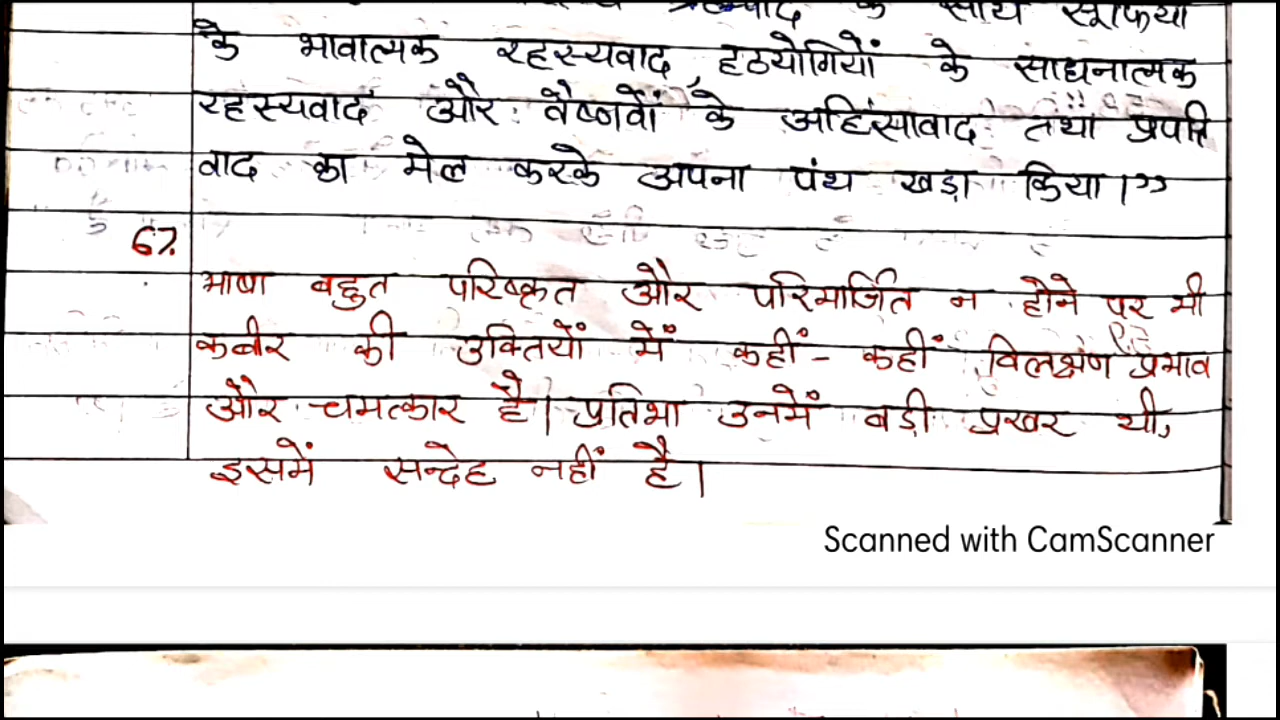 के साथ सूफियों
के भावात्मक रहस्यवाद, हठयोगियों के साधनात्मक
रहस्यवाद और वैष्णवों के अहिंसावाद तथा प्रपत्ति
वाद का मेल करके अपना पंथ खड़ा किया।”
67.
भाषा बहुत परिष्कृत और परिमार्जित न होने पर भी
कबीर की उक्तियों में कहीं-कहीं विलक्षण प्रभाव
और चमत्कार है। प्रतिभा उनमें बड़ी प्रखर थी,
इसमें सन्देह नहीं है।
Scanned with CamScanner